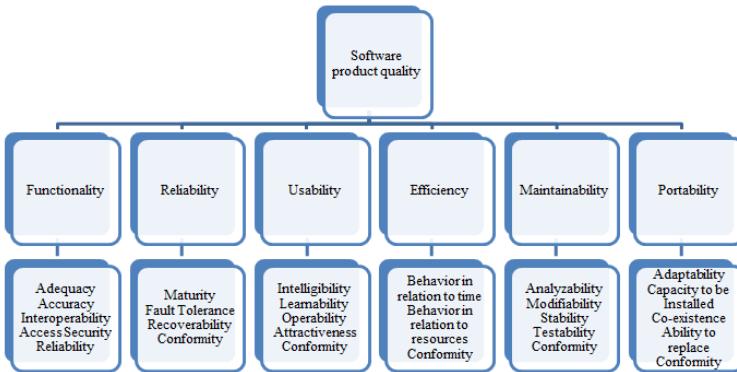 Software
product quality
Functionality
Reliability
Usability
Efficiency
Maintainability
Portability
Adequacy
Accuracy
Interoperability
Access Security
Reliability
Maturity
Fault Tolerance
Recoverability
Conformity
Intelligibility
Learnability
Operability
Attractiveness
Conformity
Behavior in
relation to time
Behavior in
relation to
resources
Conformity
Analyzability
Modifiability
Stability
Testability
Conformity
Adaptability
Capacity to be
Installed
Co-existence
Ability to
replace
Conformity